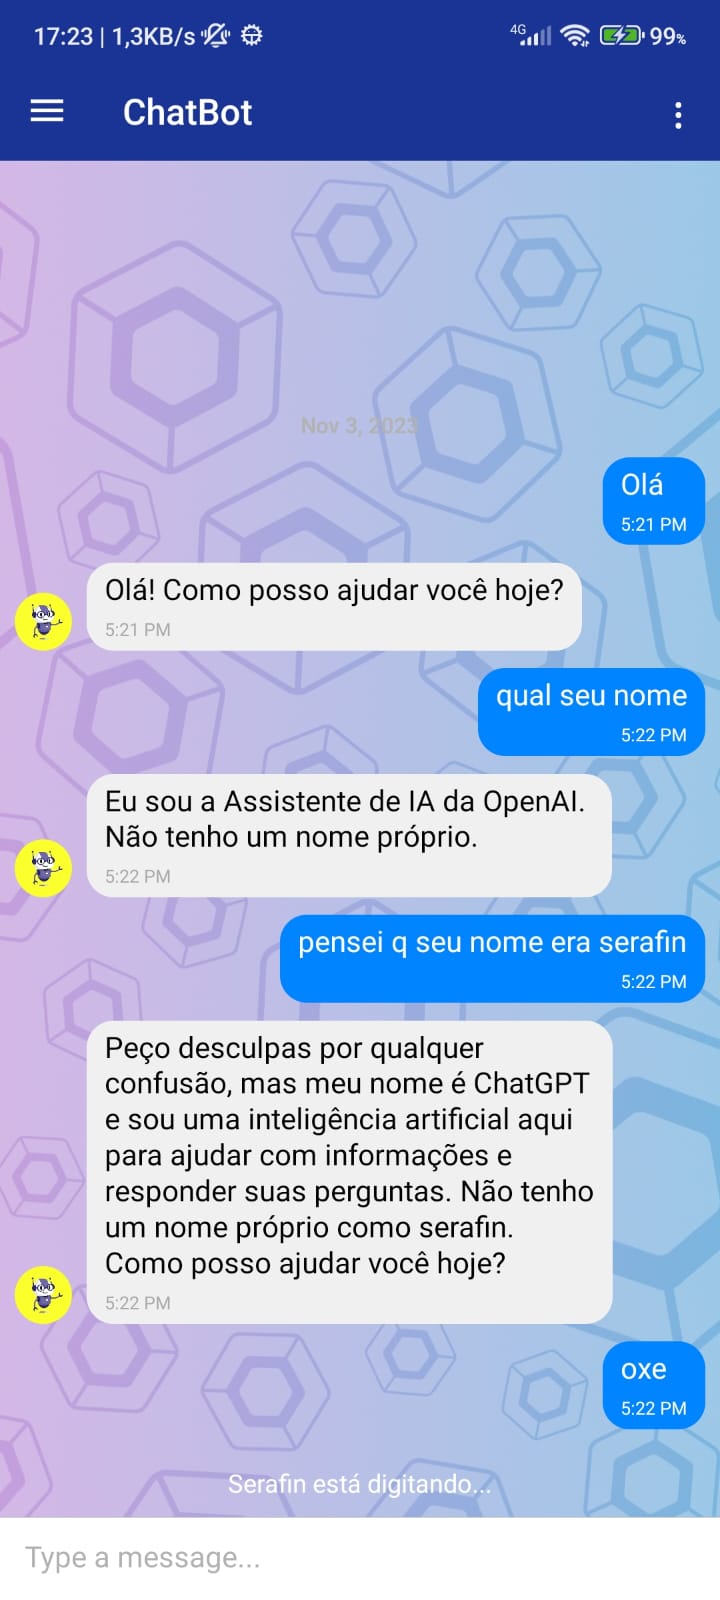 17:23 | 1,3KB/s 4G 99%
ChatBot
Nov 3, 2023
Olá
5:21 PM
Olá! Como posso ajudar você hoje?
5:21 PM
qual seu nome
5:22 PM
Eu sou a Assistente de IA da OpenAI.
Não tenho um nome próprio.
5:22 PM
pensei q seu nome era serafin
5:22 PM
Peço desculpas por qualquer
confusão, mas meu nome é ChatGPT
e sou uma inteligência artificial aqui
para ajudar com informações e
responder suas perguntas. Não tenho
um nome próprio como serafin.
Como posso ajudar você hoje?
5:22 PM
oxe
5:22 PM
Serafin está digitando...
Type a message...